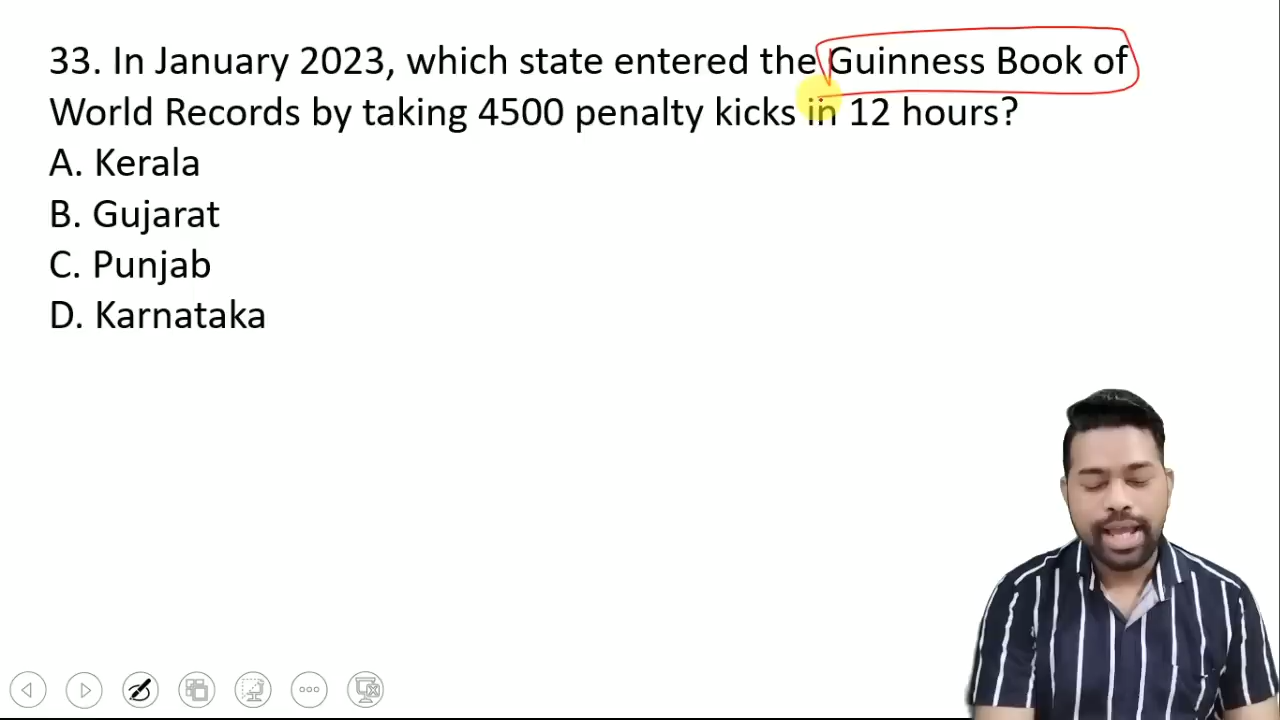 33. In January 2023, which state entered the Guinness Book of
World Records by taking 4500 penalty kicks in 12 hours?
A. Kerala
B. Gujarat
C. Punjab
D. Karnataka